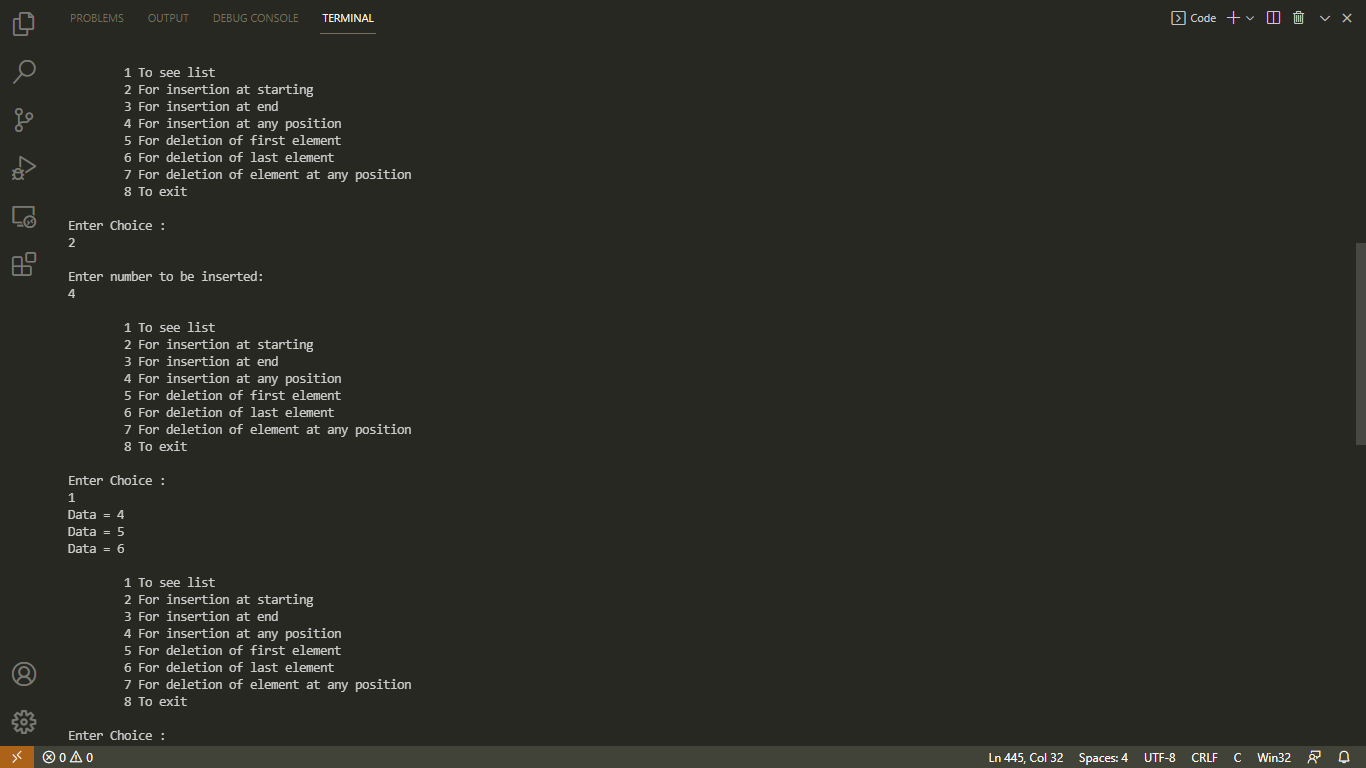 PROBLEMS OUTPUT DEBUG CONSOLE TERMINAL Code
1 To see list
2 For insertion at starting
3 For insertion at end
4 For insertion at any position
5 For deletion of first element
6 For deletion of last element
7 For deletion of element at any position
8 To exit
Enter Choice :
2
Enter number to be inserted:
4
1 To see list
2 For insertion at starting
3 For insertion at end
4 For insertion at any position
5 For deletion of first element
6 For deletion of last element
7 For deletion of element at any position
8 To exit
Enter Choice :
1
Data = 4
Data = 5
Data = 6
1 To see list
2 For insertion at starting
3 For insertion at end
4 For insertion at any position
5 For deletion of first element
6 For deletion of last element
7 For deletion of element at any position
8 To exit
Enter Choice :
0 0 Ln 445, Col 32 Spaces: 4 UTF-8 CRLF C Win32